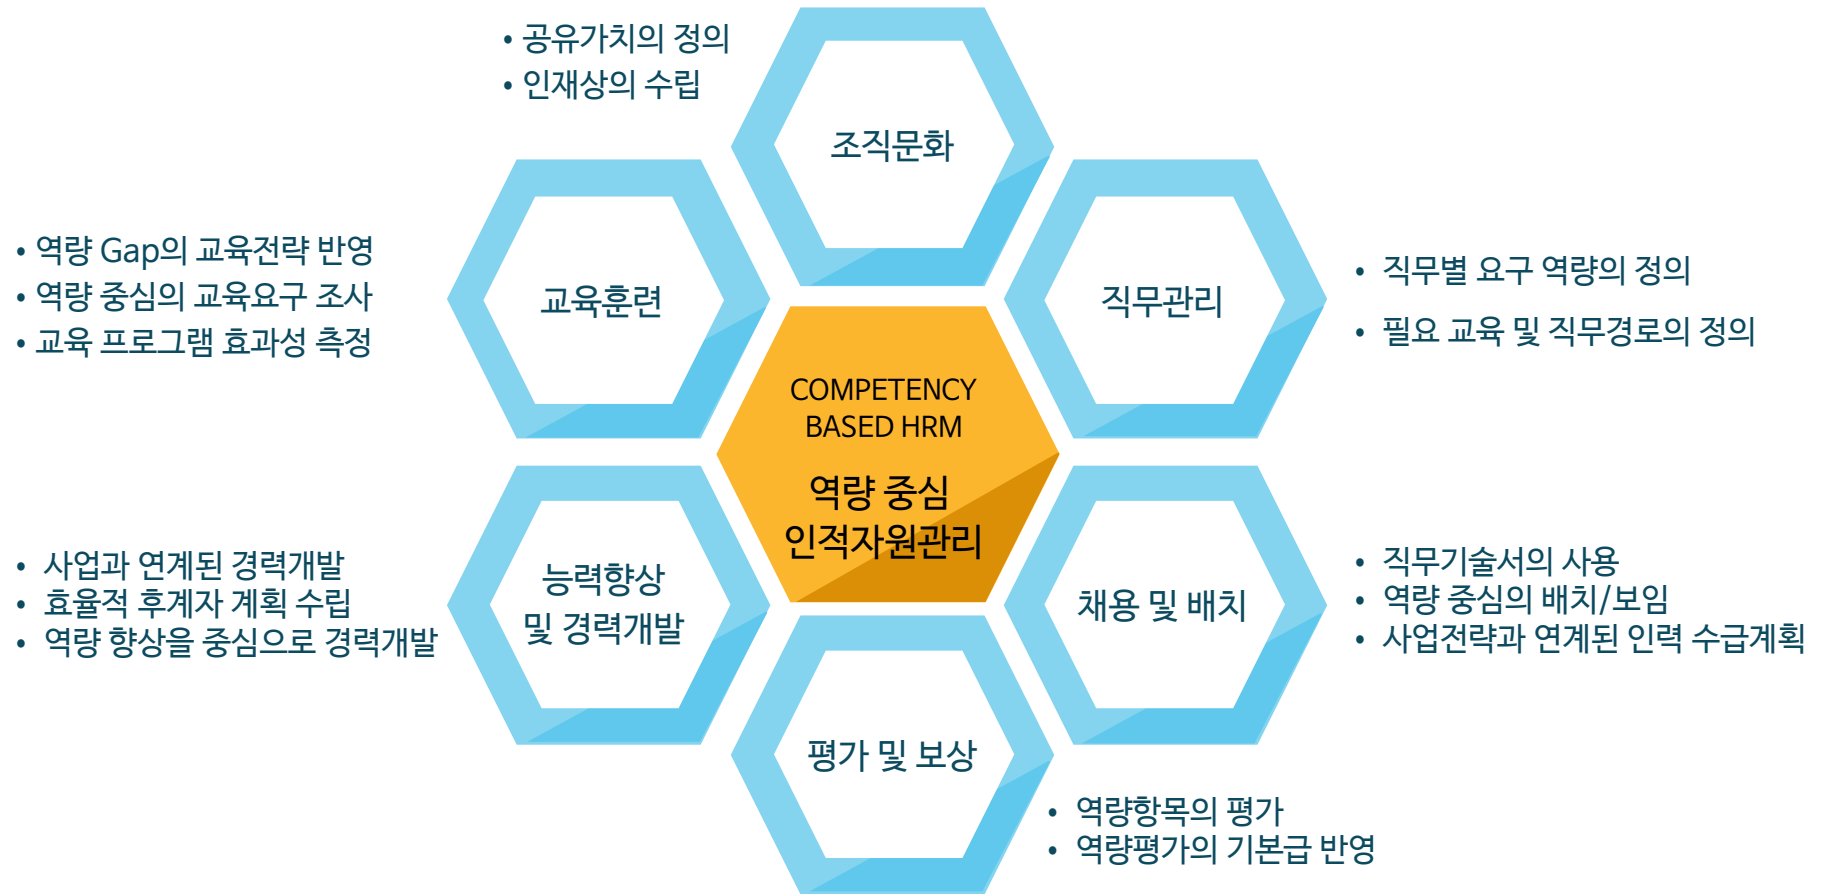 • 공유가치의 정의
• 인재상의 수립
조직문화
• 역량 Gap의 교육전략 반영
• 역량 중심의 교육요구 조사
• 교육 프로그램 효과성 측정
교육훈련
직무관리
• 직무별 요구 역량의 정의
• 필요 교육 및 직무경로의 정의
COMPETENCY
BASED HRM
역량 중심
인적자원관리
• 사업과 연계된 경력개발
• 효율적 후계자 계획 수립
• 역량 향상을 중심으로 경력개발
능력향상
및 경력개발
채용 및 배치
• 직무기술서의 사용
• 역량 중심의 배치/보임
• 사업전략과 연계된 인력 수급계획
평가 및 보상
• 역량항목의 평가
• 역량평가의 기본급 반영